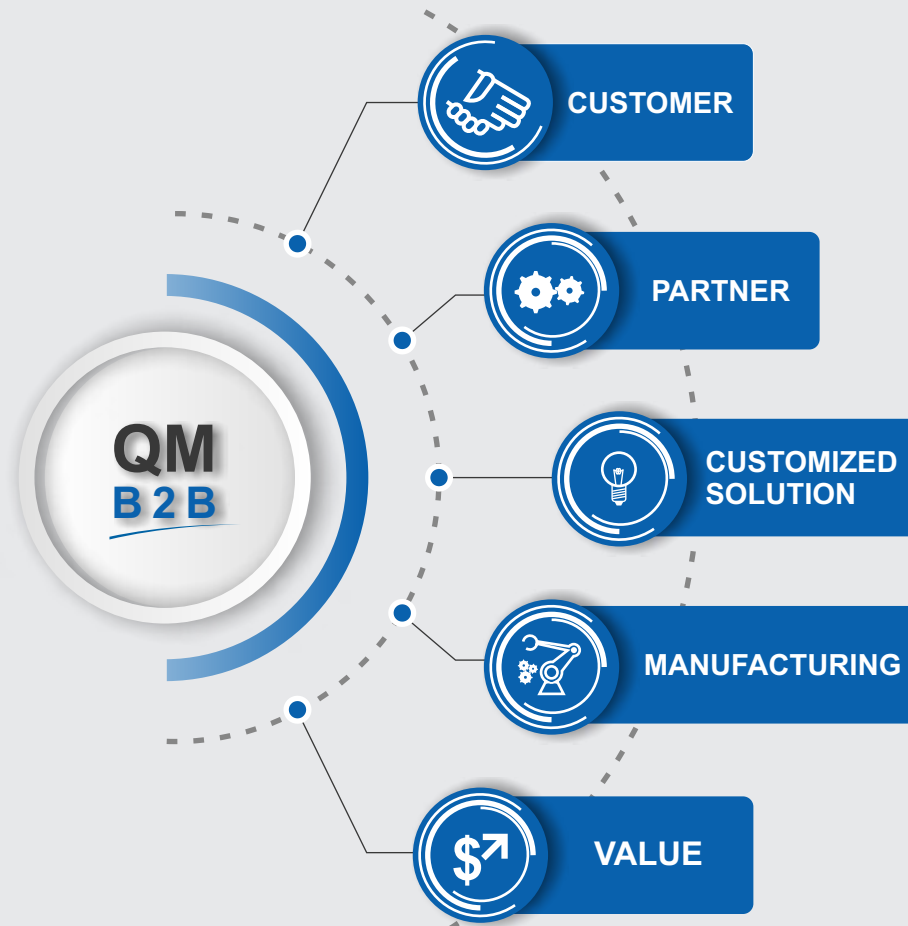 CUSTOMER
PARTNER
QM
B2B
CUSTOMIZED
SOLUTION
MANUFACTURING
$
VALUE